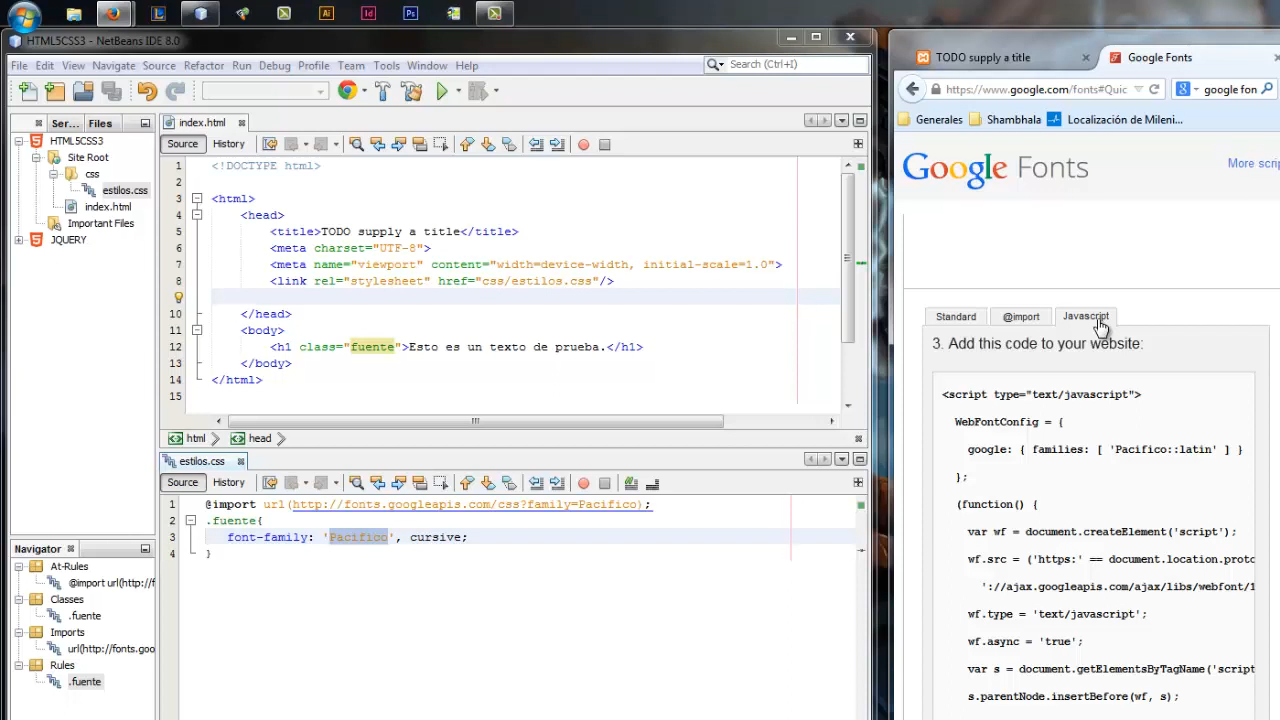 HTML5CSS3 - NetBeans IDE 8.0
File Edit View Navigate Source Refactor Run Debug Profile Team Tools Window Help
Search (Ctrl+I)
Ser... Files
HTML5CSS3
Site Root
css
estilos.css
index.html
Important Files
JQUERY
index.html
Source History
1 <!DOCTYPE html>
2
3 <html>
4 <head>
5 <title>TODO supply a title</title>
6 <meta charset="UTF-8">
7 <meta name="viewport" content="width=device-width, initial-scale=1.0">
8 <link rel="stylesheet" href="css/estilos.css"/>
10 </head>
11 <body>
12 <h1 class="fuente">Esto es un texto de prueba.</h1>
13 </body>
14 </html>
15
html head
estilos.css
Source History
1 @import url(http://fonts.googleapis.com/css?family=Pacifico);
2 .fuente{
3 font-family: 'Pacifico', cursive;
4 }
Navigator
At-Rules
@import url(http://f
Classes
.fuente
Imports
url(http://fonts.goo
Rules
.fuente
TODO supply a title
Google Fonts
https://www.google.com/fonts#Quic
google fon
Generales Shambhala Localización de Mileni...
Google Fonts
More scrip
Standard @import Javascript
3. Add this code to your website:
<script type="text/javascript">
WebFontConfig = {
google: { families: [ 'Pacifico::latin' ] }
};
(function() {
var wf = document.createElement('script');
wf.src = ('https:' == document.location.proto
'://ajax.googleapis.com/ajax/libs/webfont/1
wf.type = 'text/javascript';
wf.async = 'true';
var s = document.getElementsByTagName('script
s.parentNode.insertBefore(wf, s);